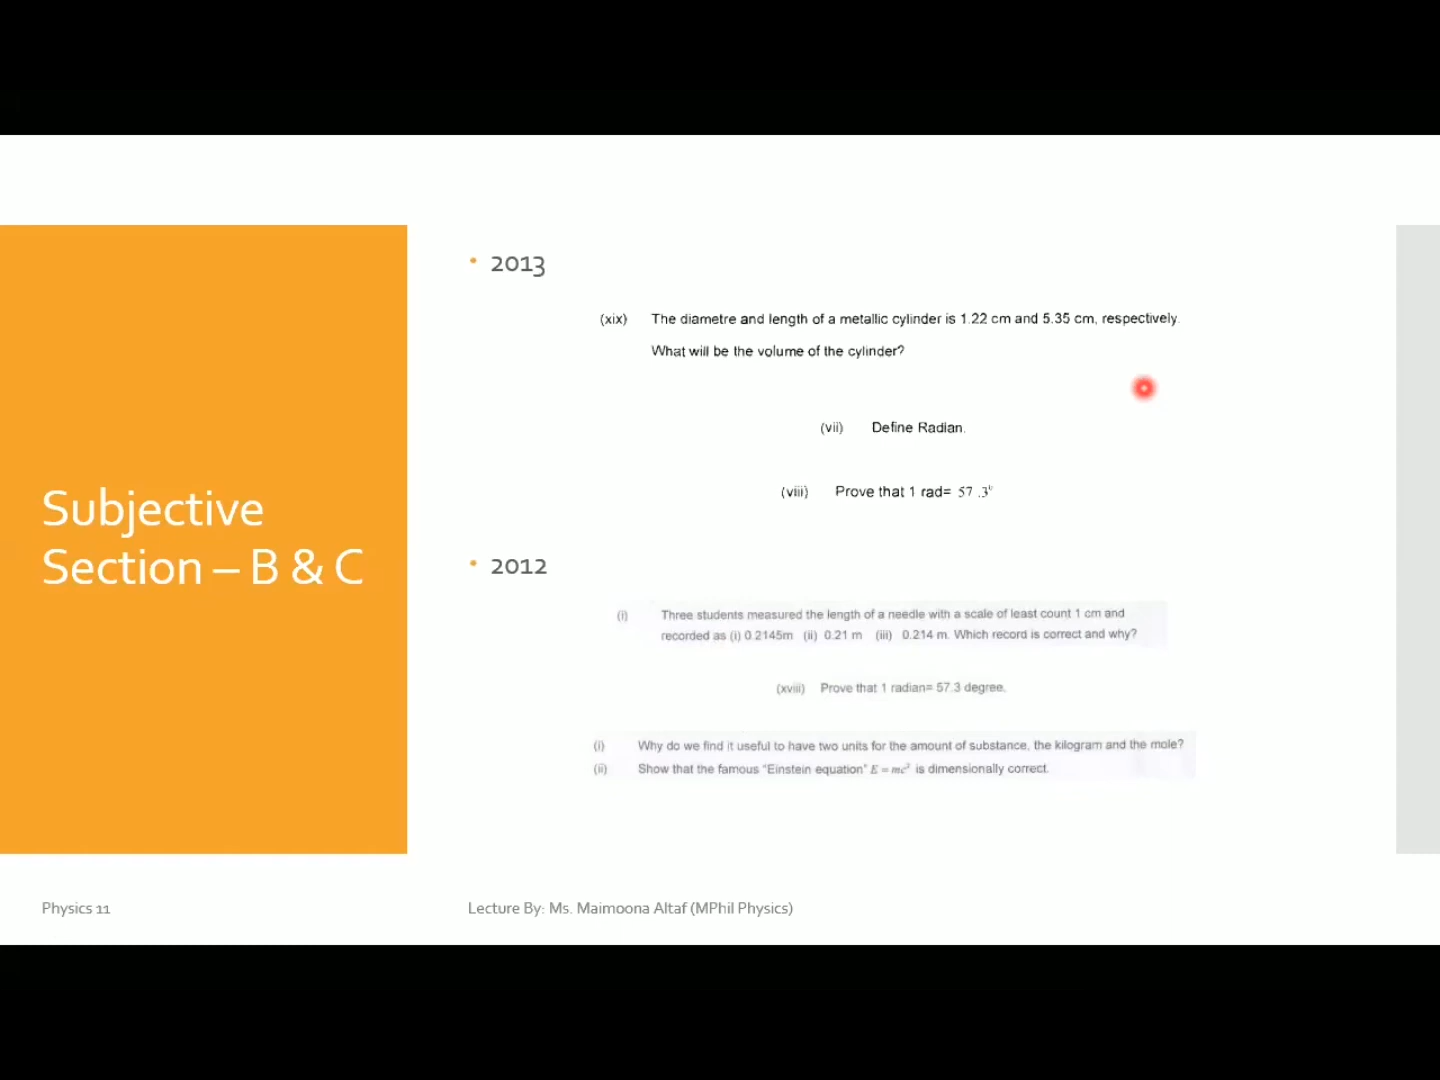 Subjective
Section – B & C
• 2013
(xix) The diametre and length of a metallic cylinder is 1.22 cm and 5.35 cm, respectively.
What will be the volume of the cylinder?
(vii) Define Radian.
(viii) Prove that 1 rad= 57 .3⁰
• 2012
(i) Three students measured the length of a needle with a scale of least count 1 cm and
recorded as (i) 0.2145m (ii) 0.21 m (iii) 0.214 m. Which record is correct and why?
(xviii) Prove that 1 radian= 57.3 degree.
(i) Why do we find it useful to have two units for the amount of substance, the kilogram and the mole?
(ii) Show that the famous "Einstein equation" E = mc² is dimensionally correct.
Physics 11
Lecture By: Ms. Maimoona Altaf (MPhil Physics)